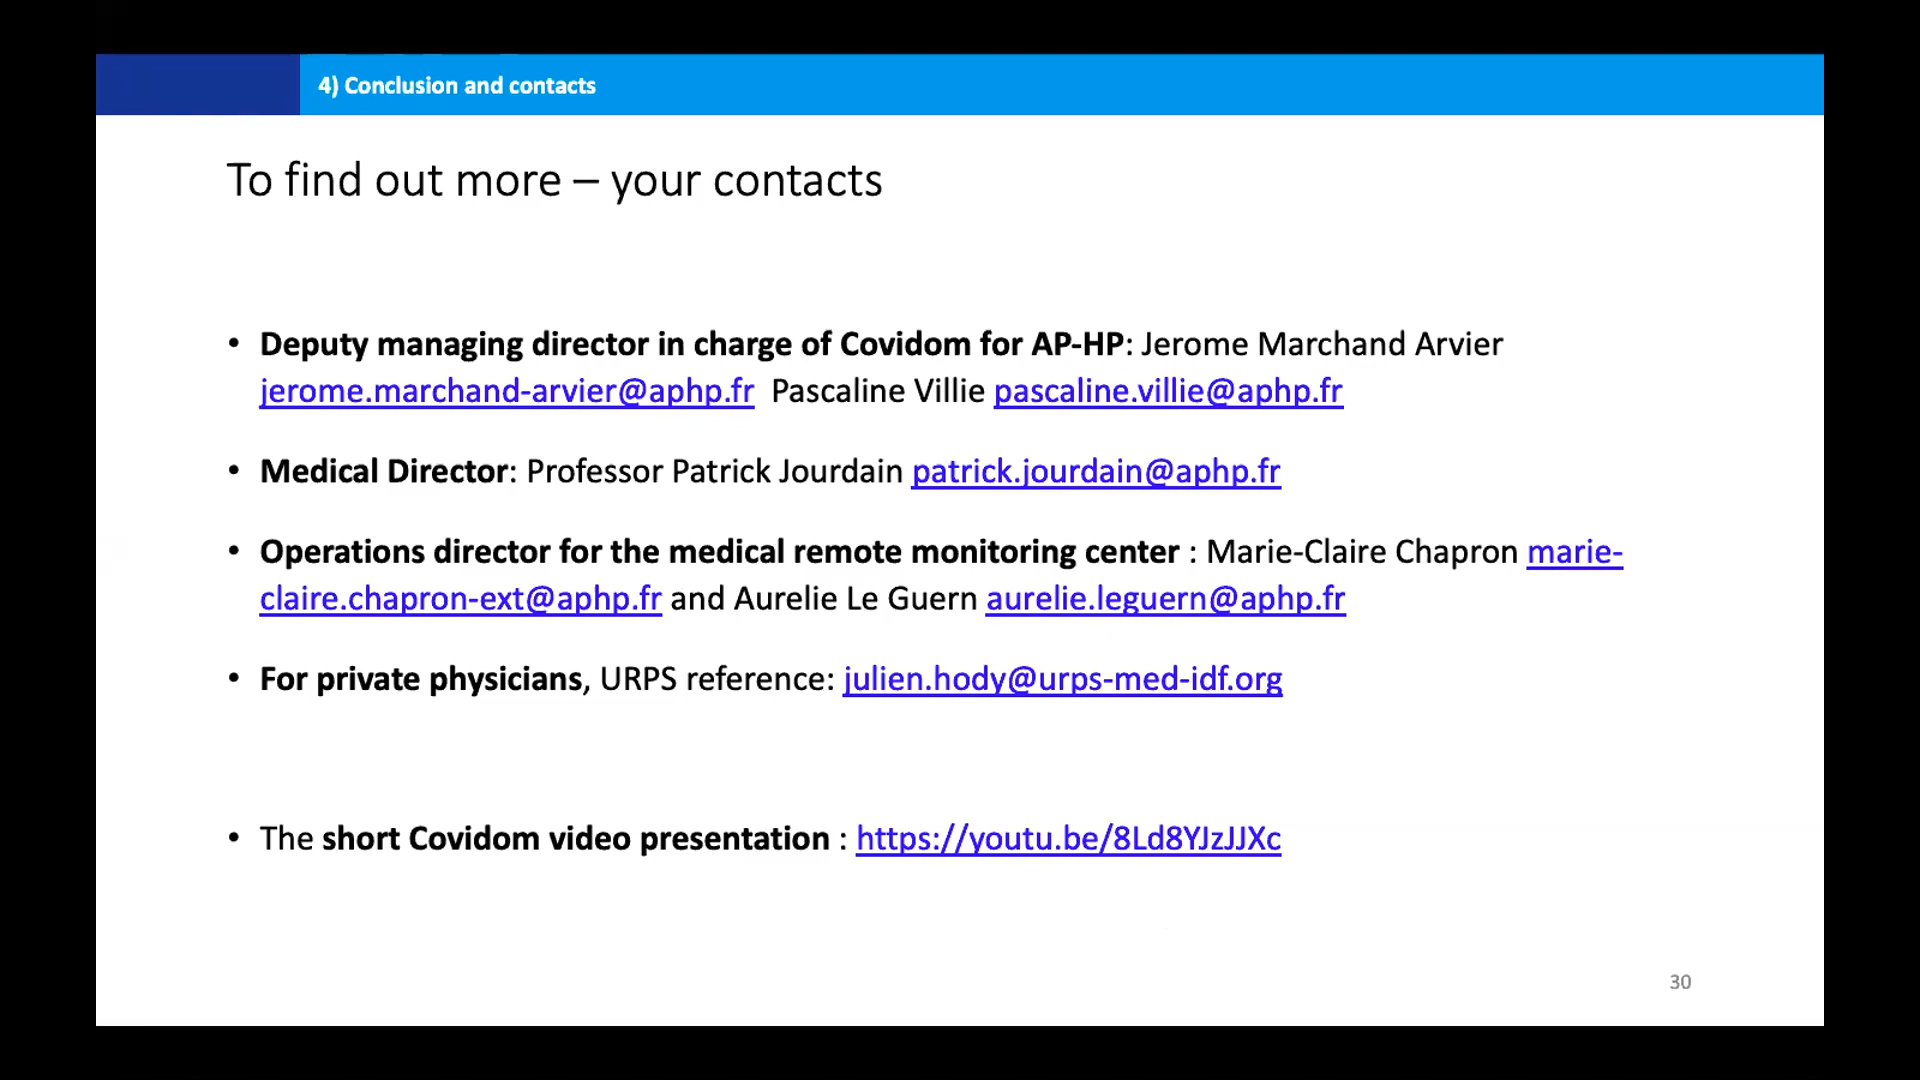 4) Conclusion and contacts
To find out more – your contacts
• Deputy managing director in charge of Covidom for AP-HP: Jerome Marchand Arvier
jerome.marchand-arvier@aphp.fr Pascaline Villie pascaline.villie@aphp.fr
• Medical Director: Professor Patrick Jourdain patrick.jourdain@aphp.fr
• Operations director for the medical remote monitoring center : Marie-Claire Chapron marie-
claire.chapron-ext@aphp.fr and Aurelie Le Guern aurelie.leguern@aphp.fr
• For private physicians, URPS reference: julien.hody@urps-med-idf.org
• The short Covidom video presentation : https://youtu.be/8Ld8YJzJJXc
30